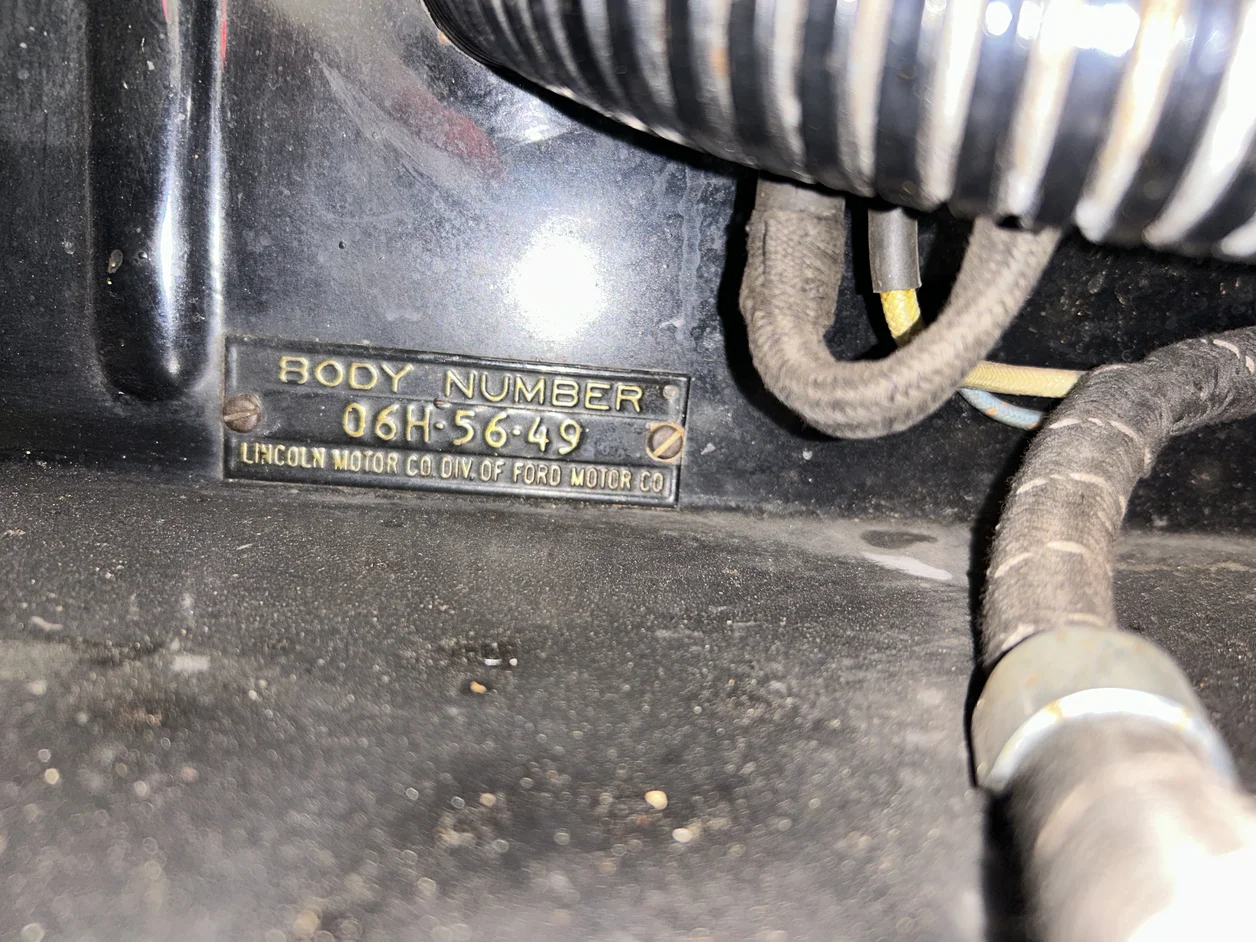 BODY NUMBER
06H·56·49
LINCOLN MOTOR CO. DIV. OF FORD MOTOR CO